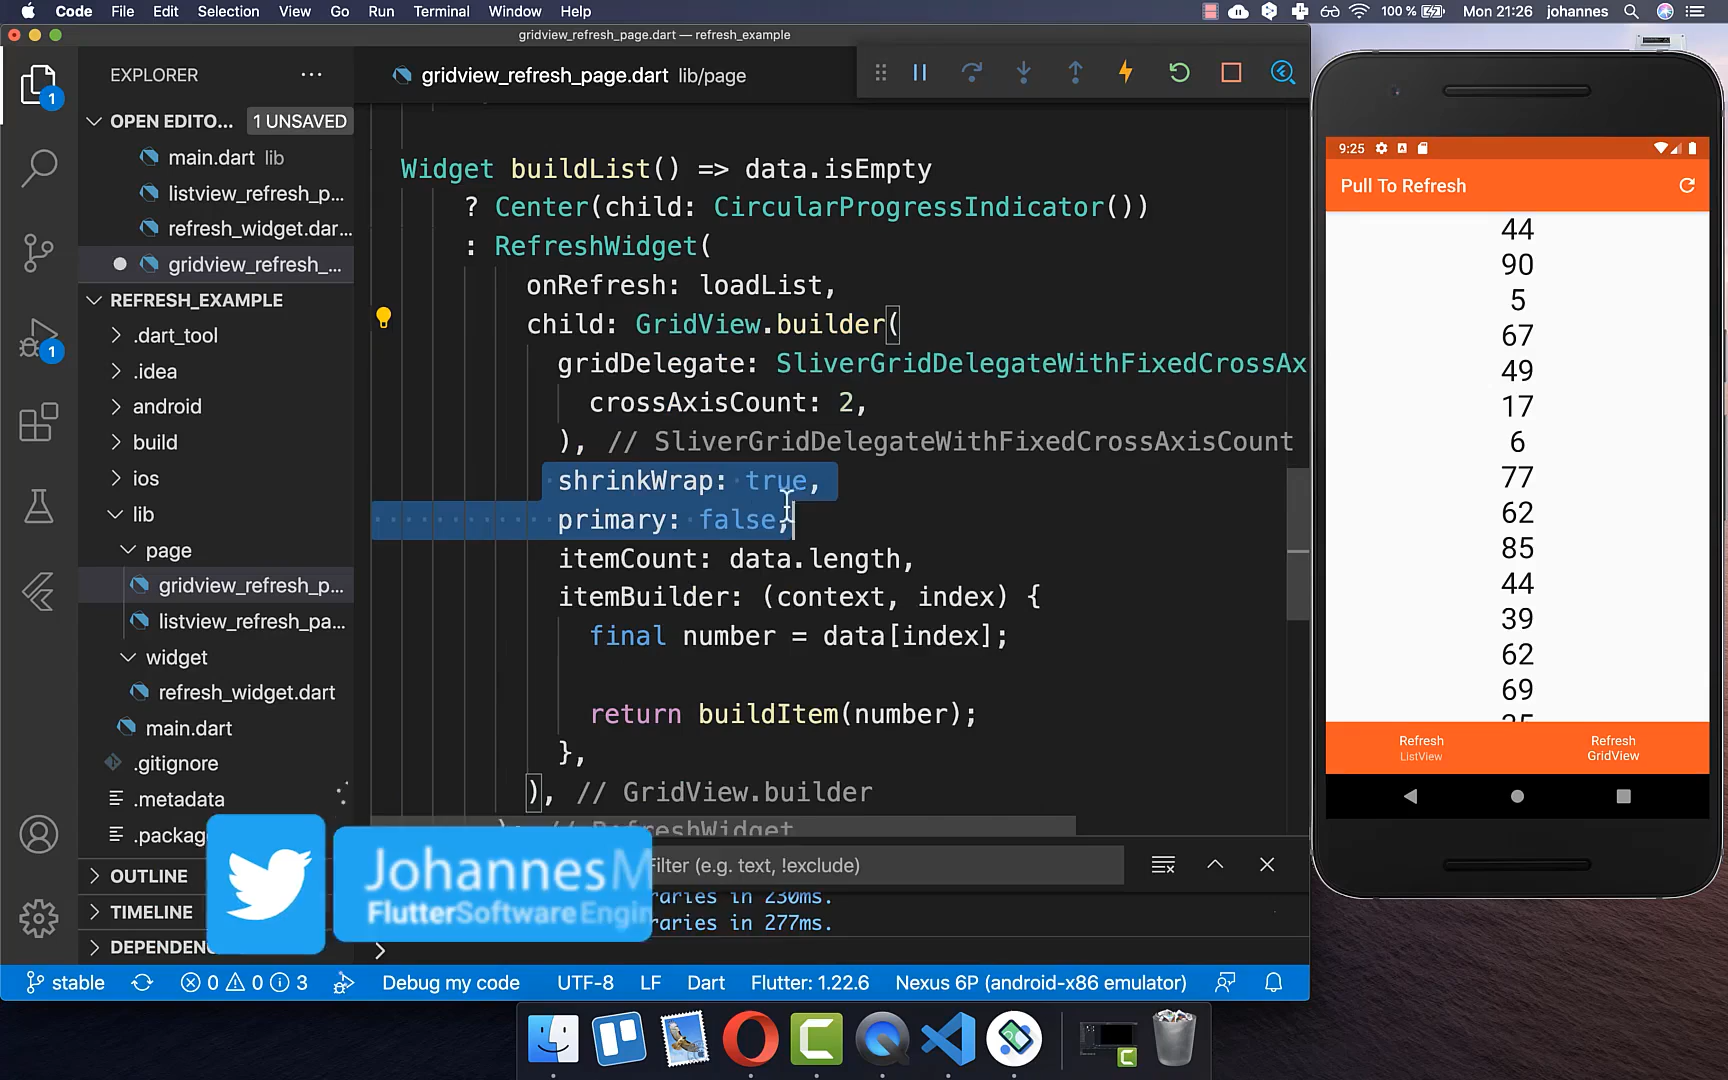 Code File Edit Selection View Go Run Terminal Window Help 100 % Mon 21:26 johannes
gridview_refresh_page.dart — refresh_example
EXPLORER
gridview_refresh_page.dart lib/page
OPEN EDITO... 1 UNSAVED
main.dart lib
listview_refresh_p...
refresh_widget.dar...
gridview_refresh_...
REFRESH_EXAMPLE
.dart_tool
.idea
android
build
ios
lib
page
gridview_refresh_p...
listview_refresh_pa...
widget
refresh_widget.dart
main.dart
.gitignore
.metadata
OUTLINE
TIMELINE
1
1
Widget buildList() => data.isEmpty
? Center(child: CircularProgressIndicator())
: RefreshWidget(
onRefresh: loadList,
child: GridView.builder(
gridDelegate: SliverGridDelegateWithFixedCrossAx
crossAxisCount: 2,
), // SliverGridDelegateWithFixedCrossAxisCount
shrinkWrap: true,
primary: false,
itemCount: data.length,
itemBuilder: (context, index) {
final number = data[index];
return buildItem(number);
},
), // GridView.builder
// RefreshWidget
Filter (e.g. text, !exclude)
raries in 230ms.
raries in 277ms.
JohannesM
FlutterSoftwareEngin
stable 0 0 3 Debug my code UTF-8 LF Dart Flutter: 1.22.6 Nexus 6P (android-x86 emulator)
9:25
Pull To Refresh
44
90
5
67
49
17
6
77
62
85
44
39
62
69
Refresh
ListView
Refresh
GridView